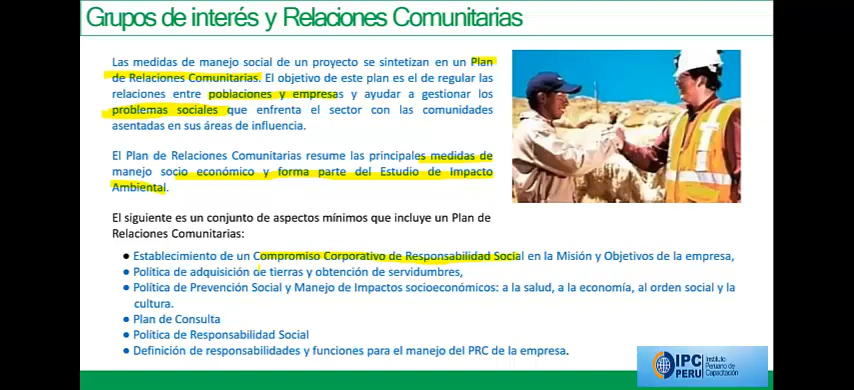 Grupos de interés y Relaciones Comunitarias
Las medidas de manejo social de un proyecto se sintetizan en un Plan
de Relaciones Comunitarias. El objetivo de este plan es el de regular las
relaciones entre poblaciones y empresas y ayudar a gestionar los
problemas sociales que enfrenta el sector con las comunidades
asentadas en sus áreas de influencia.
El Plan de Relaciones Comunitarias resume las principales medidas de
manejo socio económico y forma parte del Estudio de Impacto
Ambiental.
El siguiente es un conjunto de aspectos mínimos que incluye un Plan de
Relaciones Comunitarias:
● Establecimiento de un Compromiso Corporativo de Responsabilidad Social en la Misión y Objetivos de la empresa,
● Política de adquisición de tierras y obtención de servidumbres,
● Política de Prevención Social y Manejo de Impactos socioeconómicos: a la salud, a la economía, al orden social y la
cultura.
● Plan de Consulta
● Política de Responsabilidad Social
● Definición de responsabilidades y funciones para el manejo del PRC de la empresa.
IPC
PERU
Instituto
Peruano de
Capacitación